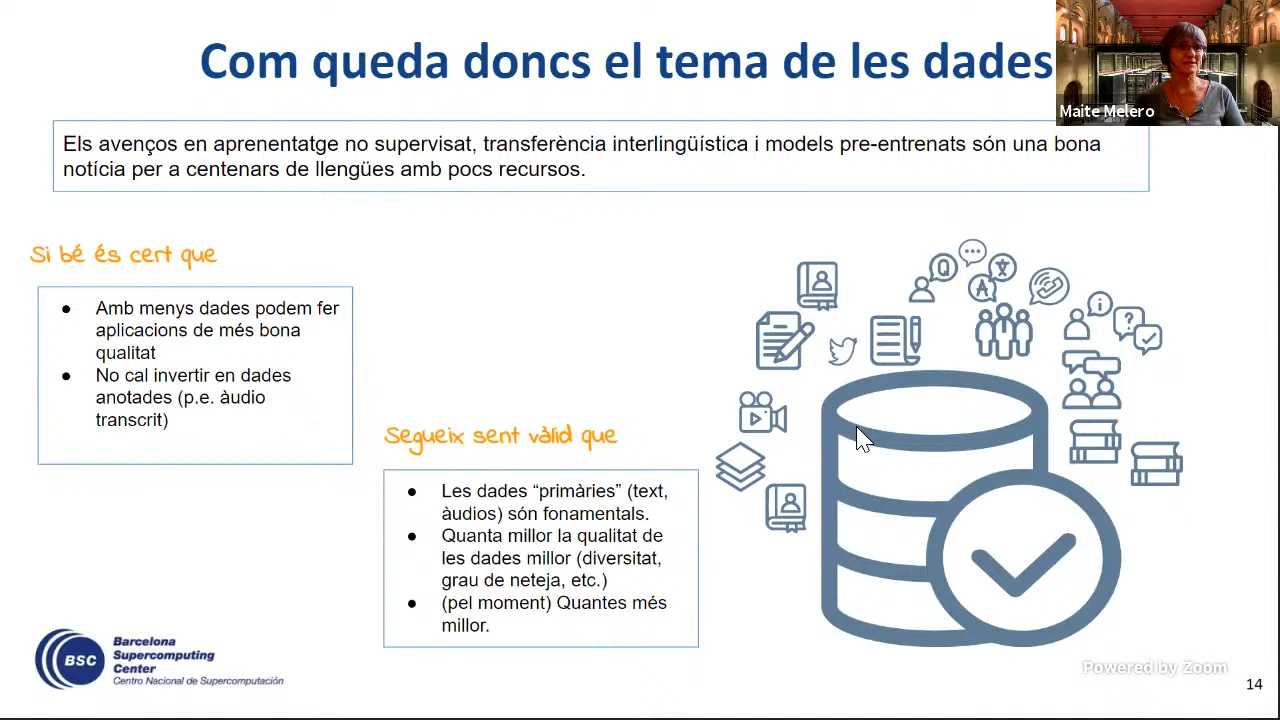 Com queda doncs el tema de les dades
Maite Melero
Els avenços en aprenentatge no supervisat, transferència interlingüística i models pre-entrenats són una bona
notícia per a centenars de llengües amb pocs recursos.
Si bé és cert que
● Amb menys dades podem fer
aplicacions de més bona
qualitat
● No cal invertir en dades
anotades (p.e. àudio
transcrit)
Segueix sent vàlid que
● Les dades “primàries” (text,
àudios) són fonamentals.
● Quanta millor la qualitat de
les dades millor (diversitat,
grau de neteja, etc.)
● (pel moment) Quantes més
millor.
Q
A
BSC
Barcelona
Supercomputing
Center
Centro Nacional de Supercomputación
Powered by Zoom
14